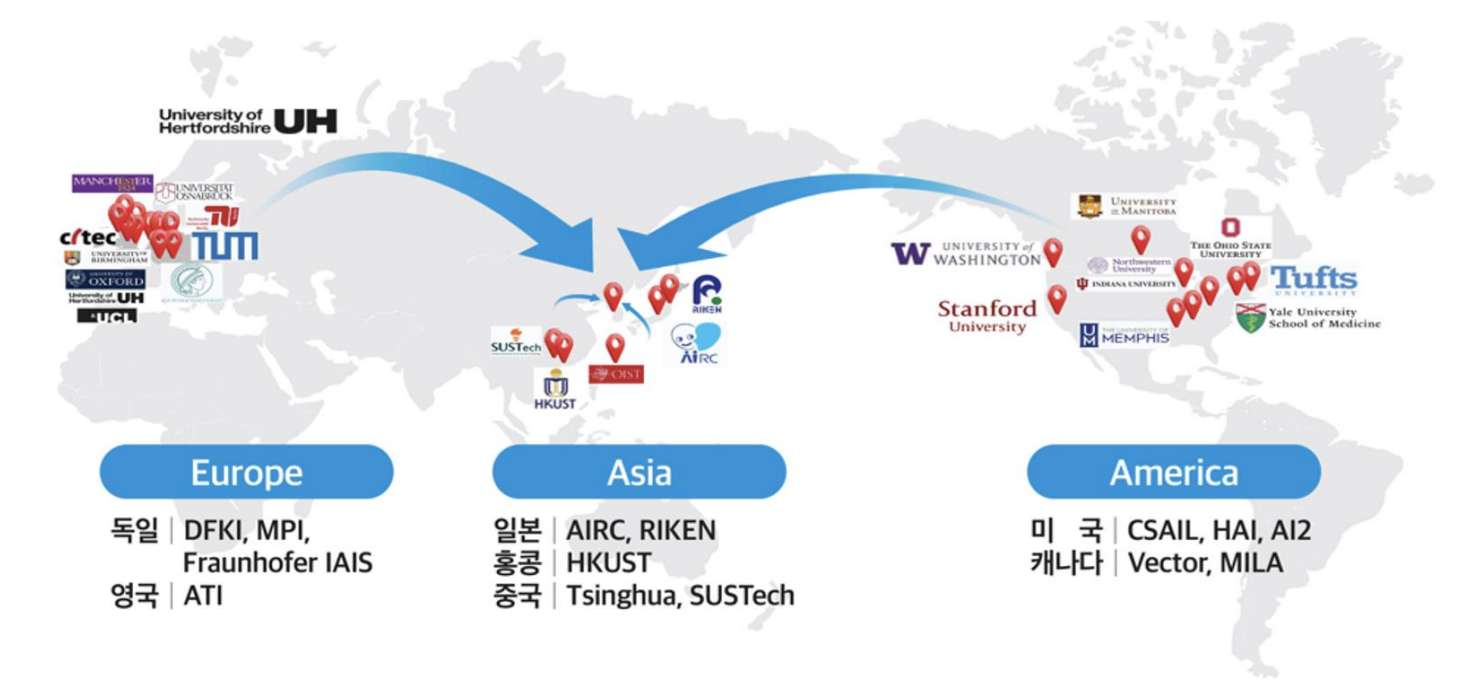 University of
Hertfordshire UH
MANCHESTER
1824
UNIVERSITÄT
OSNABRÜCK
citec
TUM
UNIVERSITY OF
BIRMINGHAM
UNIVERSITY OF
OXFORD
University of
Hertfordshire UH
UCL
RIKEN
SUSTech
AIRC
OIST
HKUST
UNIVERSITY
OF MANITOBA
W UNIVERSITY of
WASHINGTON
THE OHIO STATE
UNIVERSITY
Northwestern
University
INDIANA UNIVERSITY
Tufts
UNIVERSITY
Stanford
University
THE UNIVERSITY OF
MEMPHIS
Yale University
School of Medicine
Europe
독일 | DFKI, MPI,
Fraunhofer IAIS
영국 | ATI
Asia
일본 | AIRC, RIKEN
홍콩 | HKUST
중국 | Tsinghua, SUSTech
America
미 국 | CSAIL, HAI, AI2
캐나다 | Vector, MILA